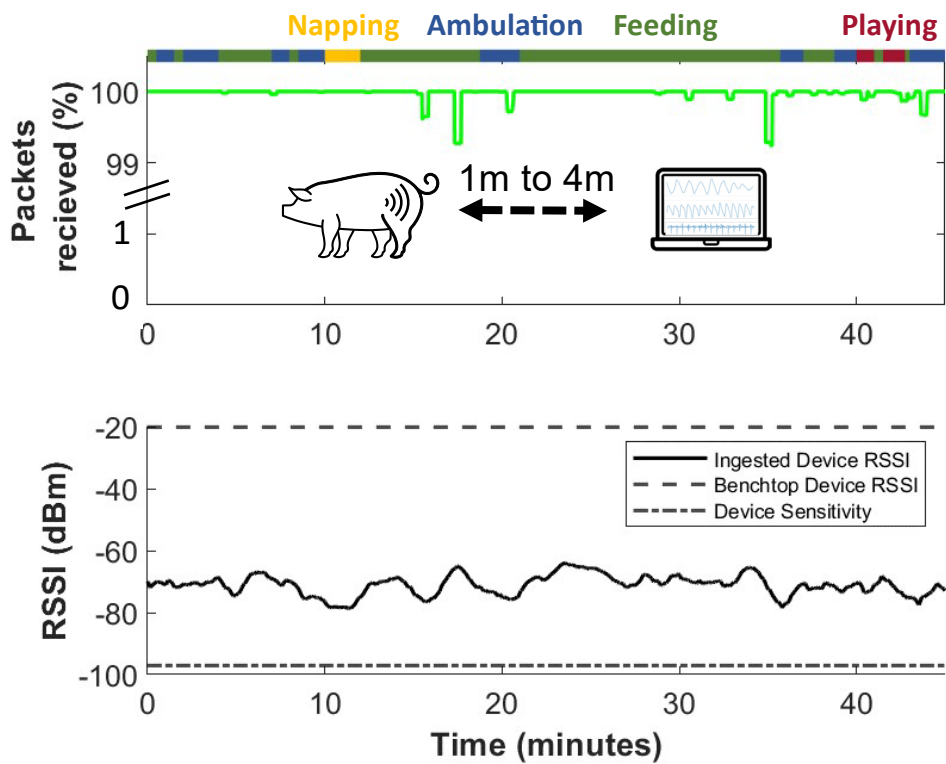 Napping Ambulation Feeding Playing
Packets
recieved (%)
100
99
1
0
1m to 4m
0 10 20 30 40
RSSI (dBm)
-20
-40
-60
-80
-100
Ingested Device RSSI
Benchtop Device RSSI
Device Sensitivity
0 10 20 30 40
Time (minutes)